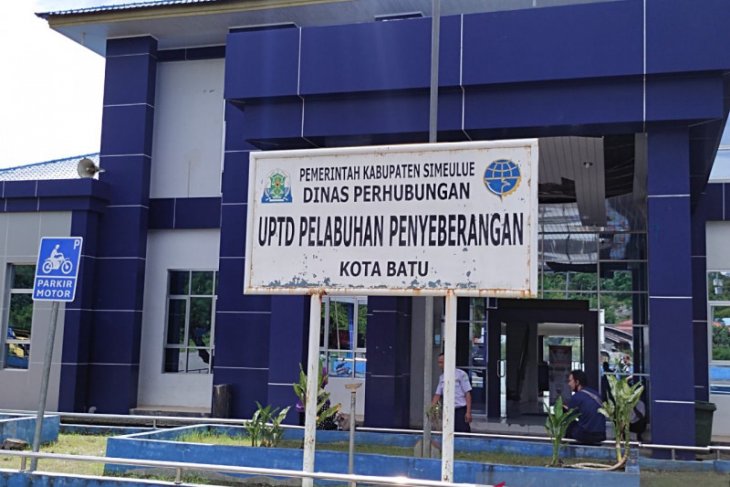 PEMERINTAH KABUPATEN SIMEULUE
DINAS PERHUBUNGAN
UPTD PELABUHAN PENYEBERANGAN
KOTA BATU
P
PARKIR
MOTOR